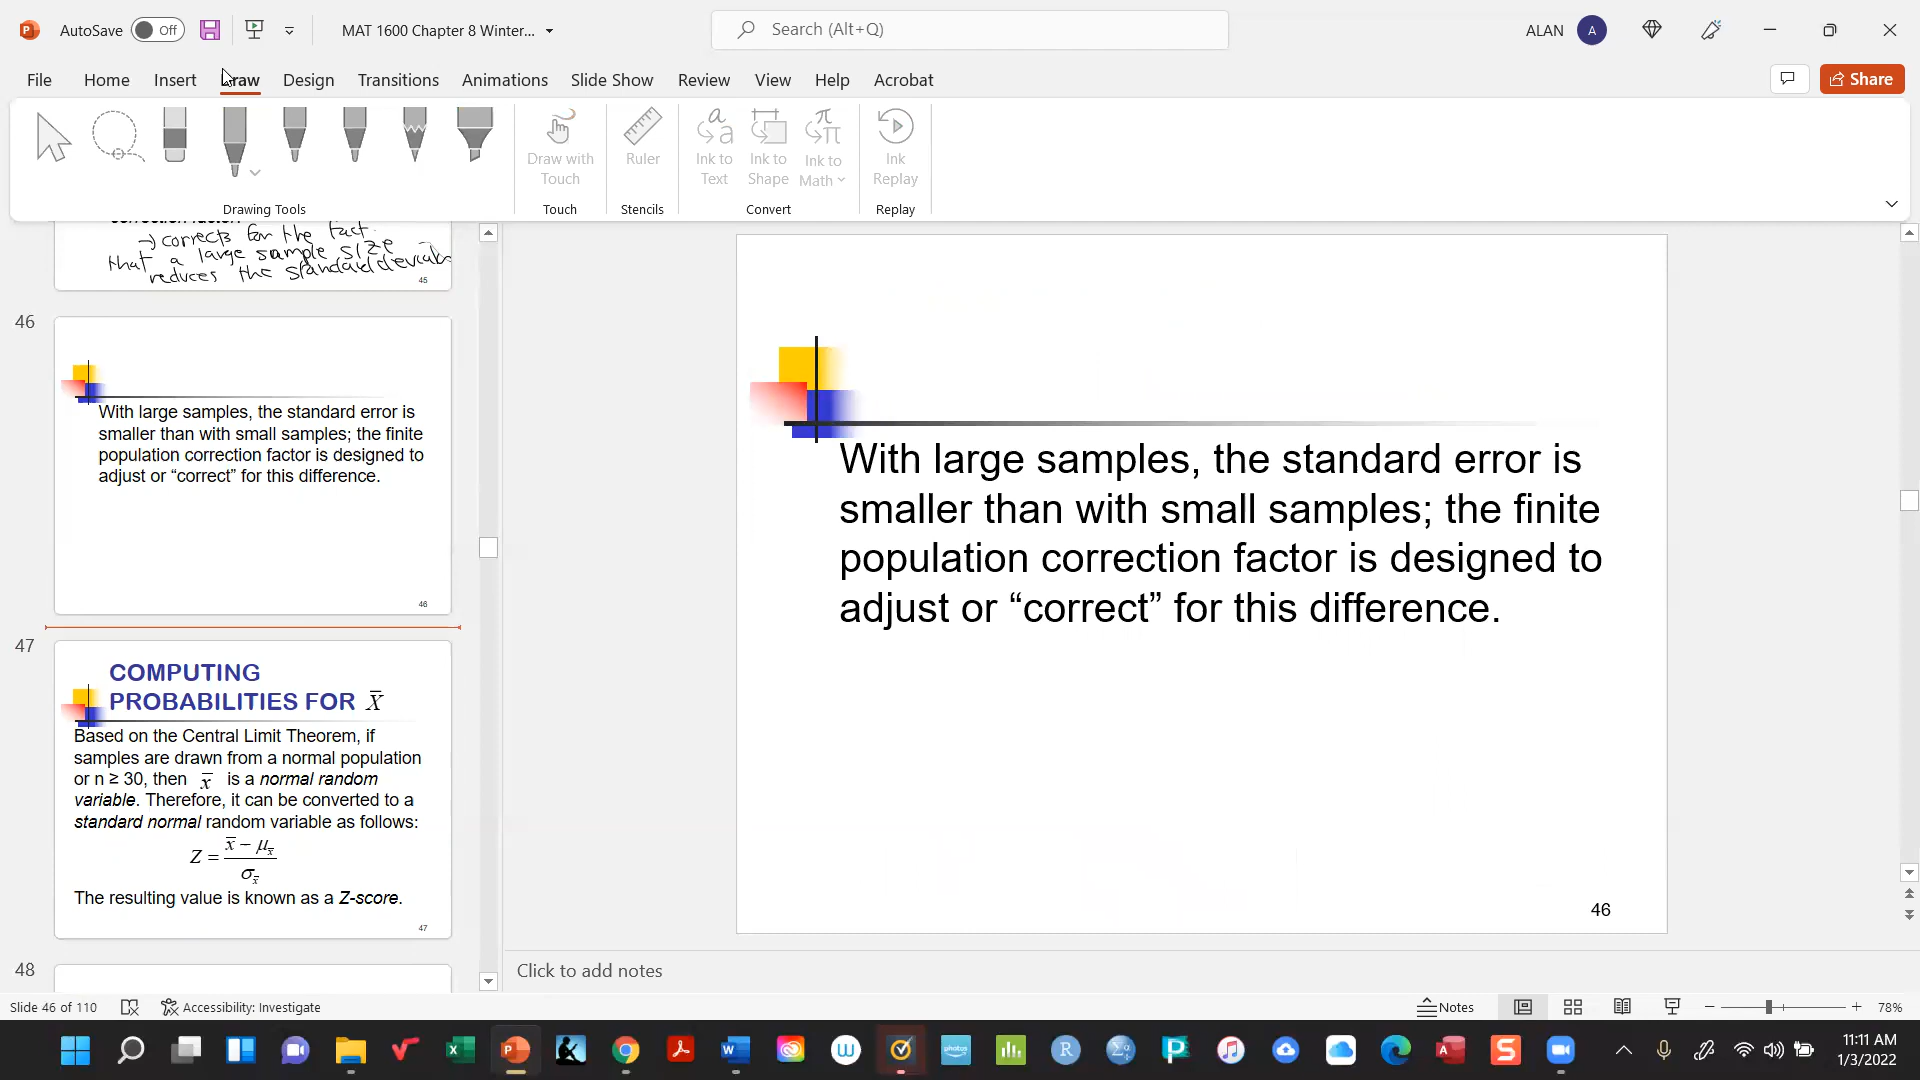 AutoSave Off MAT 1600 Chapter 8 Winter... Search (Alt+Q) ALAN A
File Home Insert Draw Design Transitions Animations Slide Show Review View Help Acrobat Share
Draw with Touch
Ruler
Ink to Text
Ink to Shape
Ink to Math
Ink Replay
Drawing Tools Touch Stencils Convert Replay
→ corrects for the fact
that a large sample size
reduces the standard deviation
45
46
With large samples, the standard error is
smaller than with small samples; the finite
population correction factor is designed to
adjust or “correct” for this difference.
46
47
COMPUTING
PROBABILITIES FOR X̅
Based on the Central Limit Theorem, if
samples are drawn from a normal population
or n ≥ 30, then x̅ is a normal random
variable. Therefore, it can be converted to a
standard normal random variable as follows:
Z = (x̅ − μx̅) / σx̅
The resulting value is known as a Z-score.
47
48
With large samples, the standard error is
smaller than with small samples; the finite
population correction factor is designed to
adjust or “correct” for this difference.
46
Click to add notes
Slide 46 of 110 Accessibility: Investigate Notes 78%
11:11 AM
1/3/2022